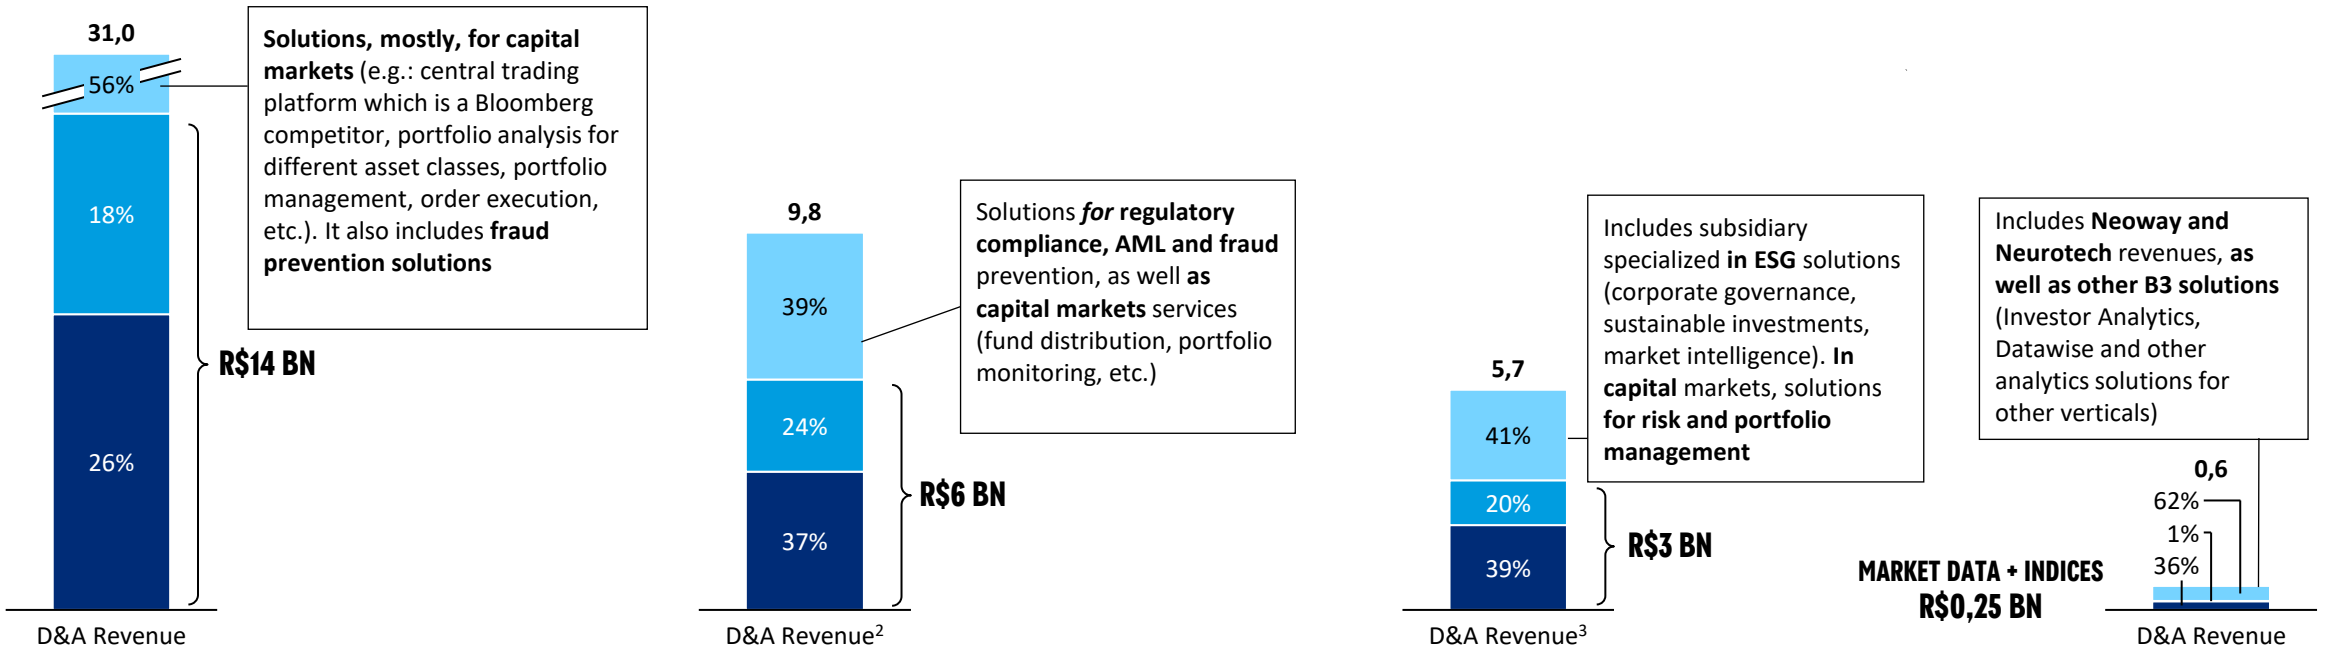 31,0
56%
18%
26%
R$14 BN
D&A Revenue
Solutions, mostly, for capital
markets (e.g.: central trading
platform which is a Bloomberg
competitor, portfolio analysis for
different asset classes, portfolio
management, order execution,
etc.). It also includes fraud
prevention solutions
9,8
39%
24%
37%
R$6 BN
D&A Revenue2
Solutions for regulatory
compliance, AML and fraud
prevention, as well as
capital markets services
(fund distribution, portfolio
monitoring, etc.)
5,7
41%
20%
39%
R$3 BN
D&A Revenue3
Includes subsidiary
specialized in ESG solutions
(corporate governance,
sustainable investments,
market intelligence). In
capital markets, solutions
for risk and portfolio
management
Includes Neoway and
Neurotech revenues, as
well as other B3 solutions
(Investor Analytics,
Datawise and other
analytics solutions for
other verticals)
0,6
62%
1%
36%
MARKET DATA + INDICES
R$0,25 BN
D&A Revenue